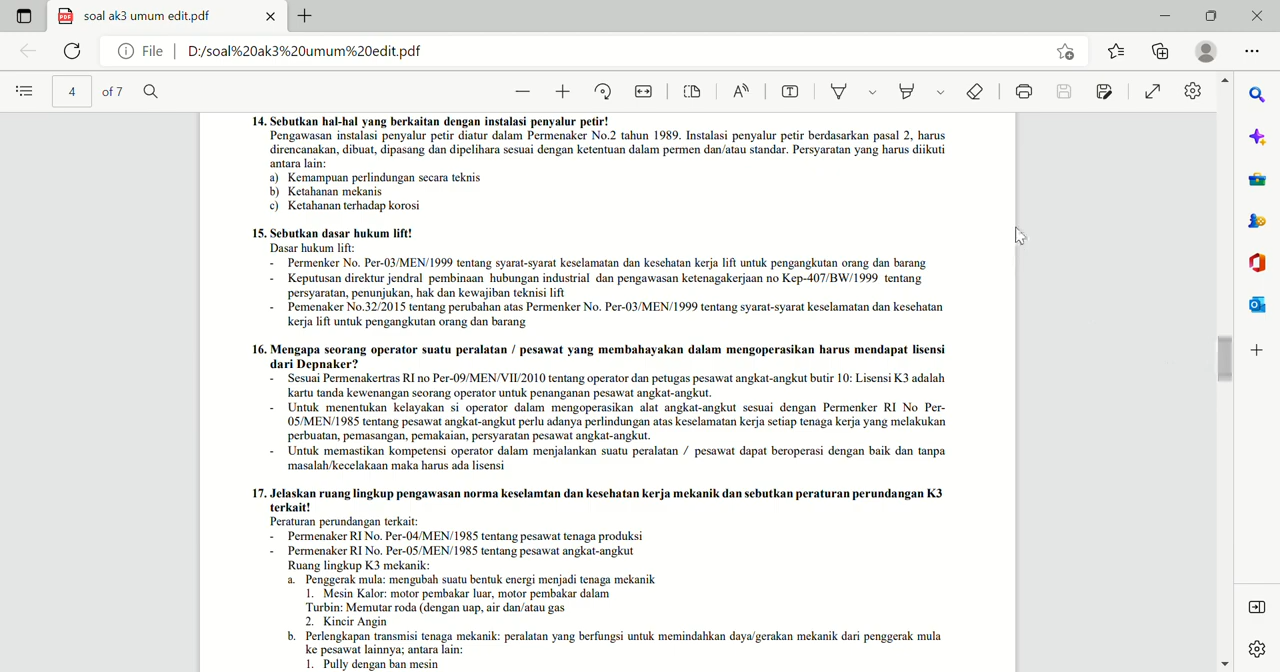 soal ak3 umum edit.pdf
File
D:/soal%20ak3%20umum%20edit.pdf
4 of 7
14. Sebutkan hal-hal yang berkaitan dengan instalasi penyalur petir!
Pengawasan instalasi penyalur petir diatur dalam Permenaker No.2 tahun 1989. Instalasi penyalur petir berdasarkan pasal 2, harus
direncanakan, dibuat, dipasang dan dipelihara sesuai dengan ketentuan dalam permen dan/atau standar. Persyaratan yang harus diikuti
antara lain:
a) Kemampuan perlindungan secara teknis
b) Ketahanan mekanis
c) Ketahanan terhadap korosi
15. Sebutkan dasar hukum lift!
Dasar hukum lift:
- Permenker No. Per-03/MEN/1999 tentang syarat-syarat keselamatan dan kesehatan kerja lift untuk pengangkutan orang dan barang
- Keputusan direktur jendral pembinaan hubungan industrial dan pengawasan ketenagakerjaan no Kep-407/BW/1999 tentang
persyaratan, penunjukan, hak dan kewajiban teknisi lift
- Pemenaker No.32/2015 tentang perubahan atas Permenker No. Per-03/MEN/1999 tentang syarat-syarat keselamatan dan kesehatan
kerja lift untuk pengangkutan orang dan barang
16. Mengapa seorang operator suatu peralatan / pesawat yang membahayakan dalam mengoperasikan harus mendapat lisensi
dari Depnaker?
- Sesuai Permenakertras RI no Per-09/MEN/VII/2010 tentang operator dan petugas pesawat angkat-angkut butir 10: Lisensi K3 adalah
kartu tanda kewenangan seorang operator untuk penanganan pesawat angkat-angkut.
- Untuk menentukan kelayakan si operator dalam mengoperasikan alat angkat-angkut sesuai dengan Permenker RI No Per-
05/MEN/1985 tentang pesawat angkat-angkut perlu adanya perlindungan atas keselamatan kerja setiap tenaga kerja yang melakukan
perbuatan, pemasangan, pemakaian, persyaratan pesawat angkat-angkut.
- Untuk memastikan kompetensi operator dalam menjalankan suatu peralatan / pesawat dapat beroperasi dengan baik dan tanpa
masalah/kecelakaan maka harus ada lisensi
17. Jelaskan ruang lingkup pengawasan norma keselamtan dan kesehatan kerja mekanik dan sebutkan peraturan perundangan K3
terkait!
Peraturan perundangan terkait:
- Permenaker RI No. Per-04/MEN/1985 tentang pesawat tenaga produksi
- Permenaker RI No. Per-05/MEN/1985 tentang pesawat angkat-angkut
Ruang lingkup K3 mekanik:
a. Penggerak mula: mengubah suatu bentuk energi menjadi tenaga mekanik
1. Mesin Kalor: motor pembakar luar, motor pembakar dalam
Turbin: Memutar roda (dengan uap, air dan/atau gas
2. Kincir Angin
b. Perlengkapan transmisi tenaga mekanik: peralatan yang berfungsi untuk memindahkan daya/gerakan mekanik dari penggerak mula
ke pesawat lainnya; antara lain:
1. Pully dengan ban mesin